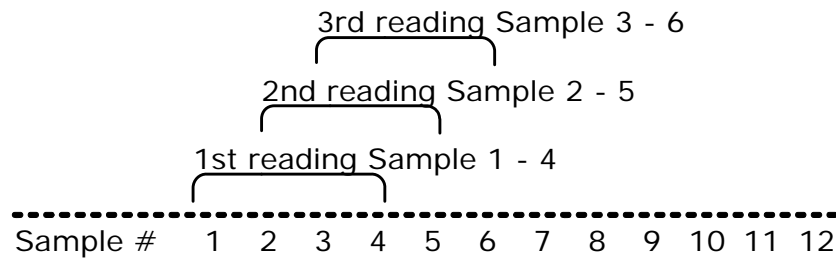 3rd reading Sample 3 - 6
2nd reading Sample 2 - 5
1st reading Sample 1 - 4
Sample # 1 2 3 4 5 6 7 8 9 10 11 12